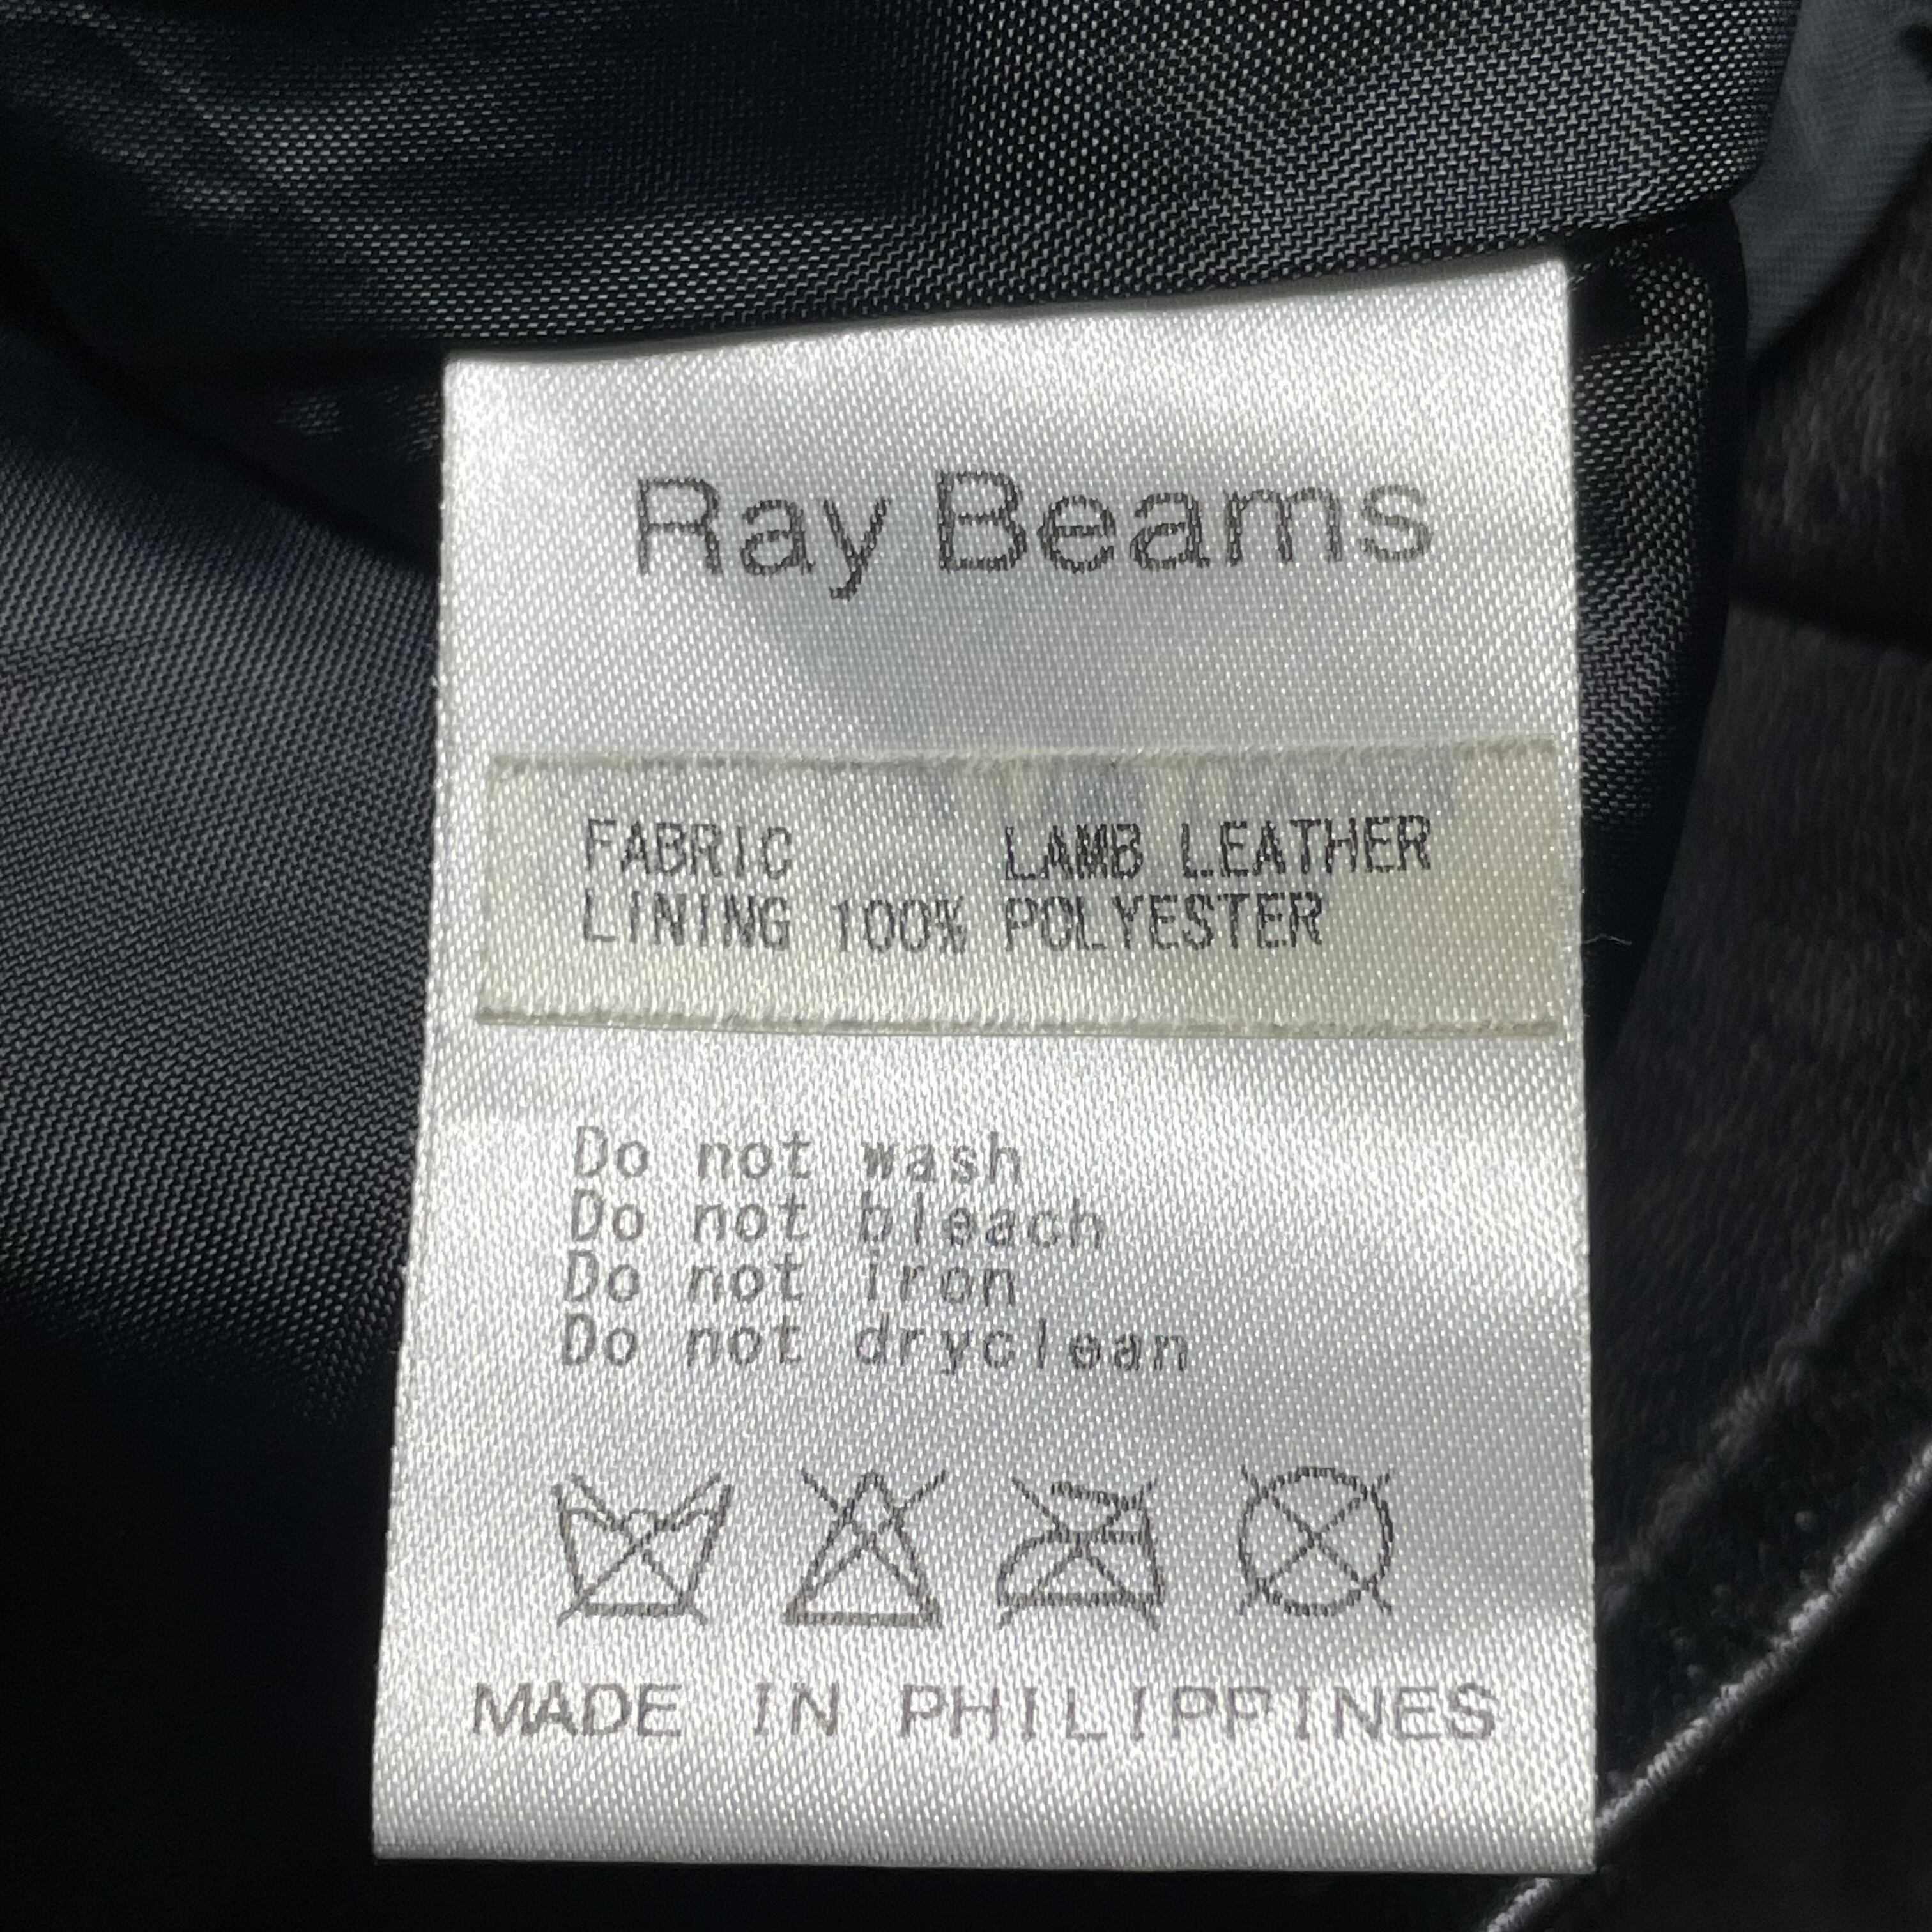 Ray Beams
FABRIC LAMB LEATHER
LINING 100% POLYESTER
Do not wash
Do not bleach
Do not iron
Do not dryclean
MADE IN PHILIPPINES